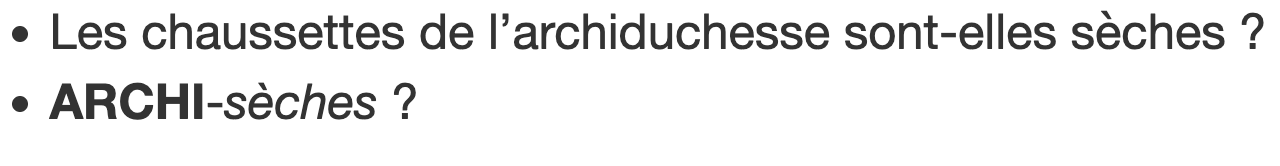 • Les chaussettes de l’archiduchesse sont-elles sèches ?
• ARCHI-sèches ?